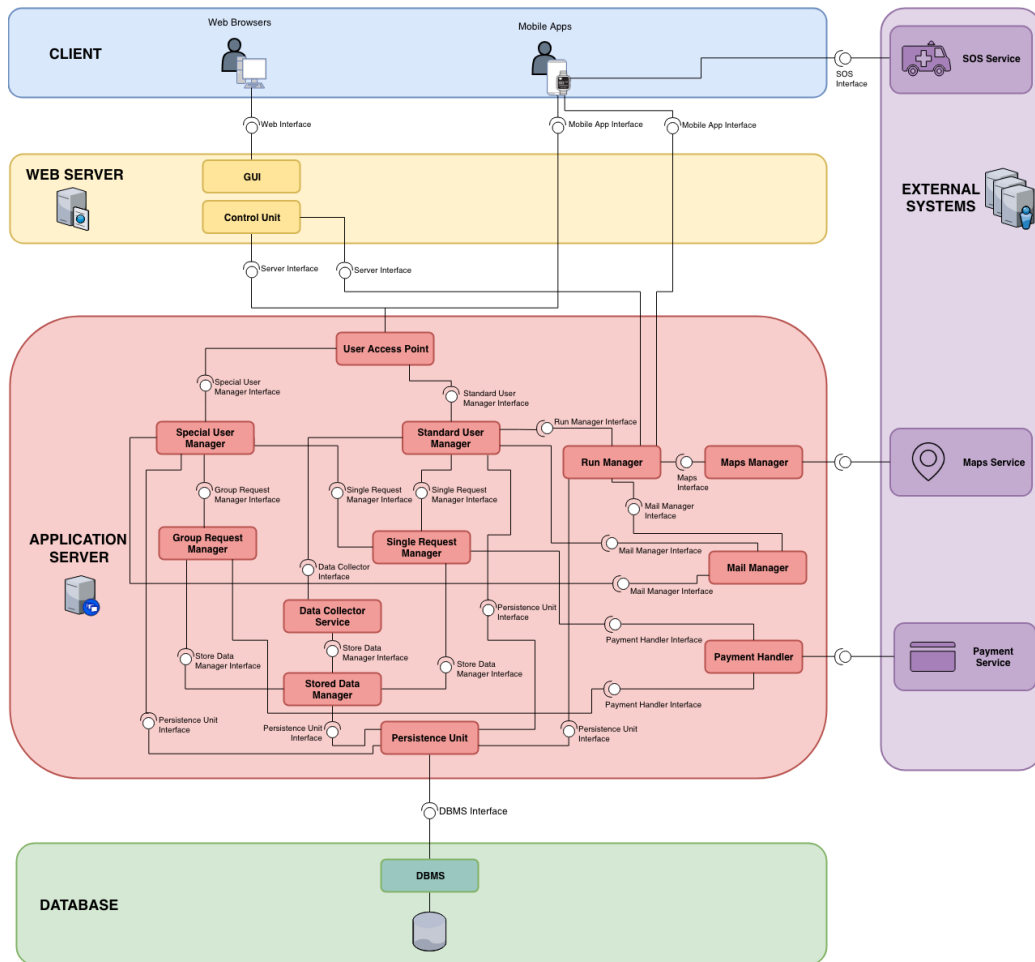 Web Browsers
Mobile Apps
CLIENT
SOS
Interface
SOS Service
Web Interface
Mobile App Interface
Mobile App Interface
WEB SERVER
GUI
Control Unit
EXTERNAL
SYSTEMS
Server Interface
Server Interface
User Access Point
Special User
Manager Interface
Standard User
Manager Interface
Run Manager Interface
Special User
Manager
Standard User
Manager
Run Manager
Maps
Interface
Maps Manager
Maps Service
Group Request
Manager Interface
Single Request
Manager Interface
Single Request
Manager Interface
Mail Manager
Interface
APPLICATION
SERVER
Group Request
Manager
Single Request
Manager
Mail Manager Interface
Mail Manager
Data Collector
Interface
Mail Manager Interface
Data Collector
Service
Persistence Unit
Interface
Payment Handler Interface
Store Data
Manager Interface
Store Data
Manager Interface
Store Data
Manager Interface
Payment Handler
Payment
Service
Stored Data
Manager
Payment Handler Interface
Persistence Unit
Interface
Persistence Unit
Interface
Persistence Unit
Persistence Unit
Interface
DBMS Interface
DBMS
DATABASE